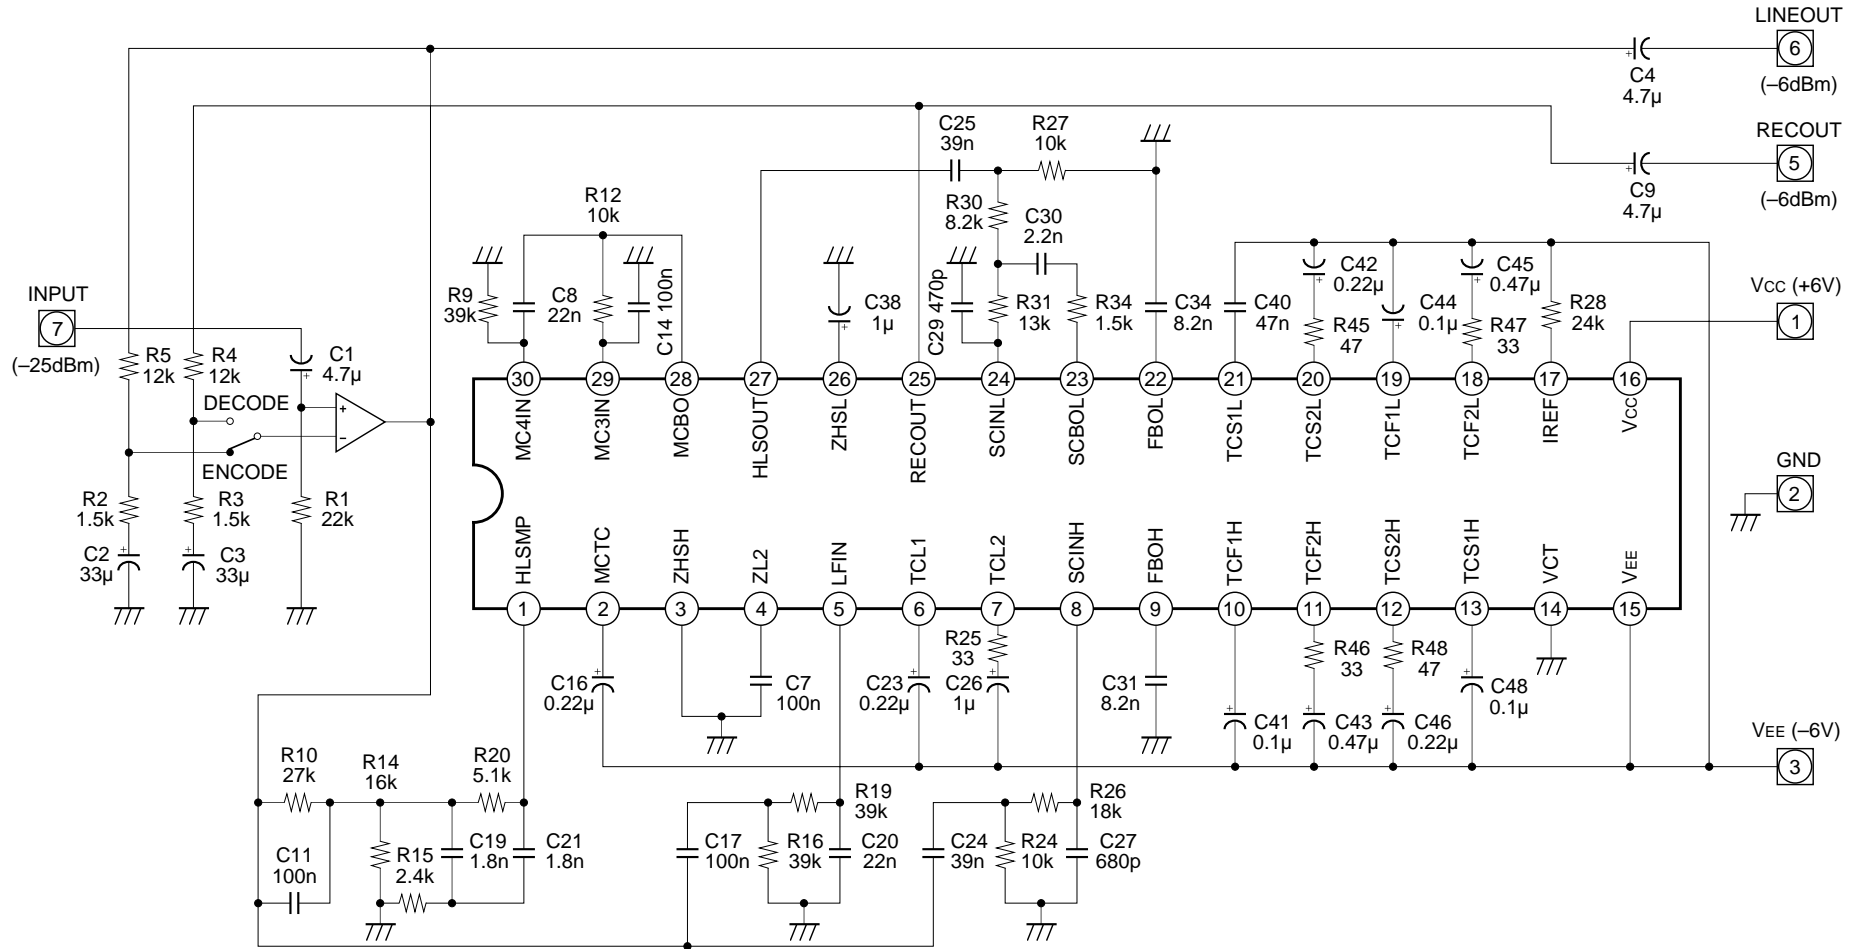 LINEOUT
6
(–6dBm)
C4
4.7µ
RECOUT
5
(–6dBm)
C9
4.7µ
C25
39n
R27
10k
R12
10k
R30
8.2k
C30
2.2n
INPUT
7
(–25dBm)
R5
12k
R4
12k
C1
4.7µ
DECODE
ENCODE
+
–
R2
1.5k
R3
1.5k
R1
22k
C2
33µ
C3
33µ
R9
39k
C8
22n
C14 100n
C38
1µ
C29 470p
R31
13k
R34
1.5k
C34
8.2n
C40
47n
C42
0.22µ
R45
47
C44
0.1µ
C45
0.47µ
R47
33
R28
24k
VCC (+6V)
1
30
29
28
27
26
25
24
23
22
21
20
19
18
17
16
MC4IN
MC3IN
MCBO
HLSOUT
ZHSL
RECOUT
SCINL
SCBOL
FBOL
TCS1L
TCS2L
TCF1L
TCF2L
IREF
VCC
GND
2
HLSMP
MCTC
ZHSH
ZL2
LFIN
TCL1
TCL2
SCINH
FBOH
TCF1H
TCF2H
TCS2H
TCS1H
VCT
VEE
1
2
3
4
5
6
7
8
9
10
11
12
13
14
15
C16
0.22µ
C7
100n
C23
0.22µ
R25
33
C26
1µ
C31
8.2n
C41
0.1µ
R46
33
C43
0.47µ
R48
47
C46
0.22µ
C48
0.1µ
VEE (–6V)
3
R10
27k
R14
16k
R20
5.1k
C11
100n
R15
2.4k
C19
1.8n
C21
1.8n
C17
100n
R19
39k
R16
39k
C20
22n
C24
39n
R26
18k
R24
10k
C27
680p